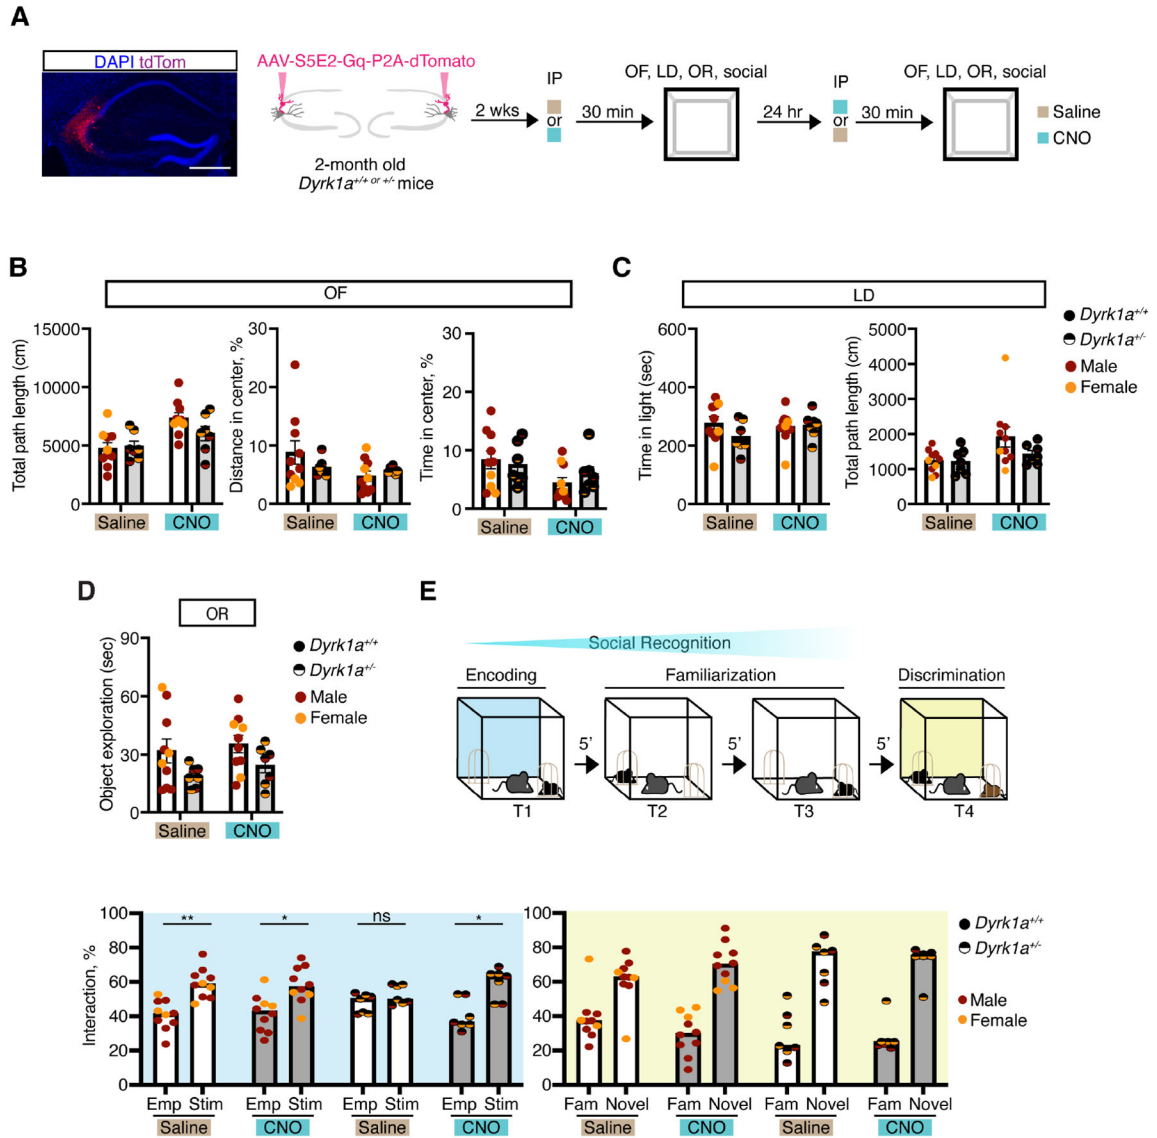 A
DAPI tdTom
AAV-S5E2-Gq-P2A-dTomato
2-month old
Dyrk1a+/+ or +/- mice
2 wks
IP
or
30 min
OF, LD, OR, social
24 hr
IP
or
30 min
OF, LD, OR, social
Saline
CNO
B
OF
Total path length (cm)
15000
10000
5000
0
Saline
CNO
Distance in center, %
30
20
10
0
Saline
CNO
Time in center, %
30
20
10
0
Saline
CNO
C
LD
Time in light (sec)
600
400
200
0
Saline
CNO
Total path length (cm)
5000
4000
3000
2000
1000
0
Saline
CNO
Dyrk1a+/+
Dyrk1a+/-
Male
Female
D
OR
Object exploration (sec)
90
60
30
0
Saline
CNO
Dyrk1a+/+
Dyrk1a+/-
Male
Female
E
Social Recognition
Encoding
Familiarization
Discrimination
5'
5'
5'
T1
T2
T3
T4
Interaction, %
100
80
60
40
20
0
**
*
ns
*
Emp Stim
Emp Stim
Emp Stim
Emp Stim
Saline
CNO
Saline
CNO
100
80
60
40
20
0
Fam Novel
Fam Novel
Fam Novel
Fam Novel
Saline
CNO
Saline
CNO
Dyrk1a+/+
Dyrk1a+/-
Male
Female